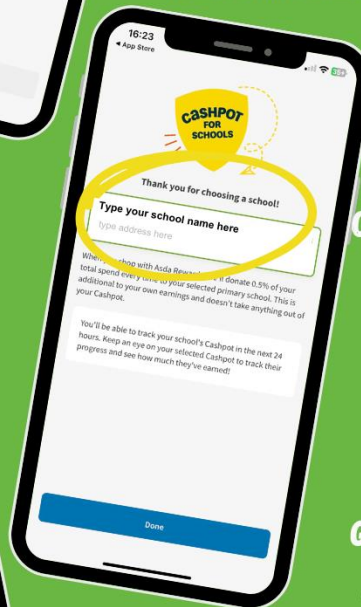 16:23
◀ App Store
CASHPOT
FOR
SCHOOLS
Thank you for choosing a school!
Type your school name here
type address here
When you shop with Asda Rewards donate 0.5% of your
total spend every time to your selected primary school. This is
additional to your own earnings and doesn't take anything out of
your Cashpot.
You'll be able to track your school's Cashpot in the next 24
hours. Keep an eye on your selected Cashpot to track their
progress and see how much they've earned!
Done